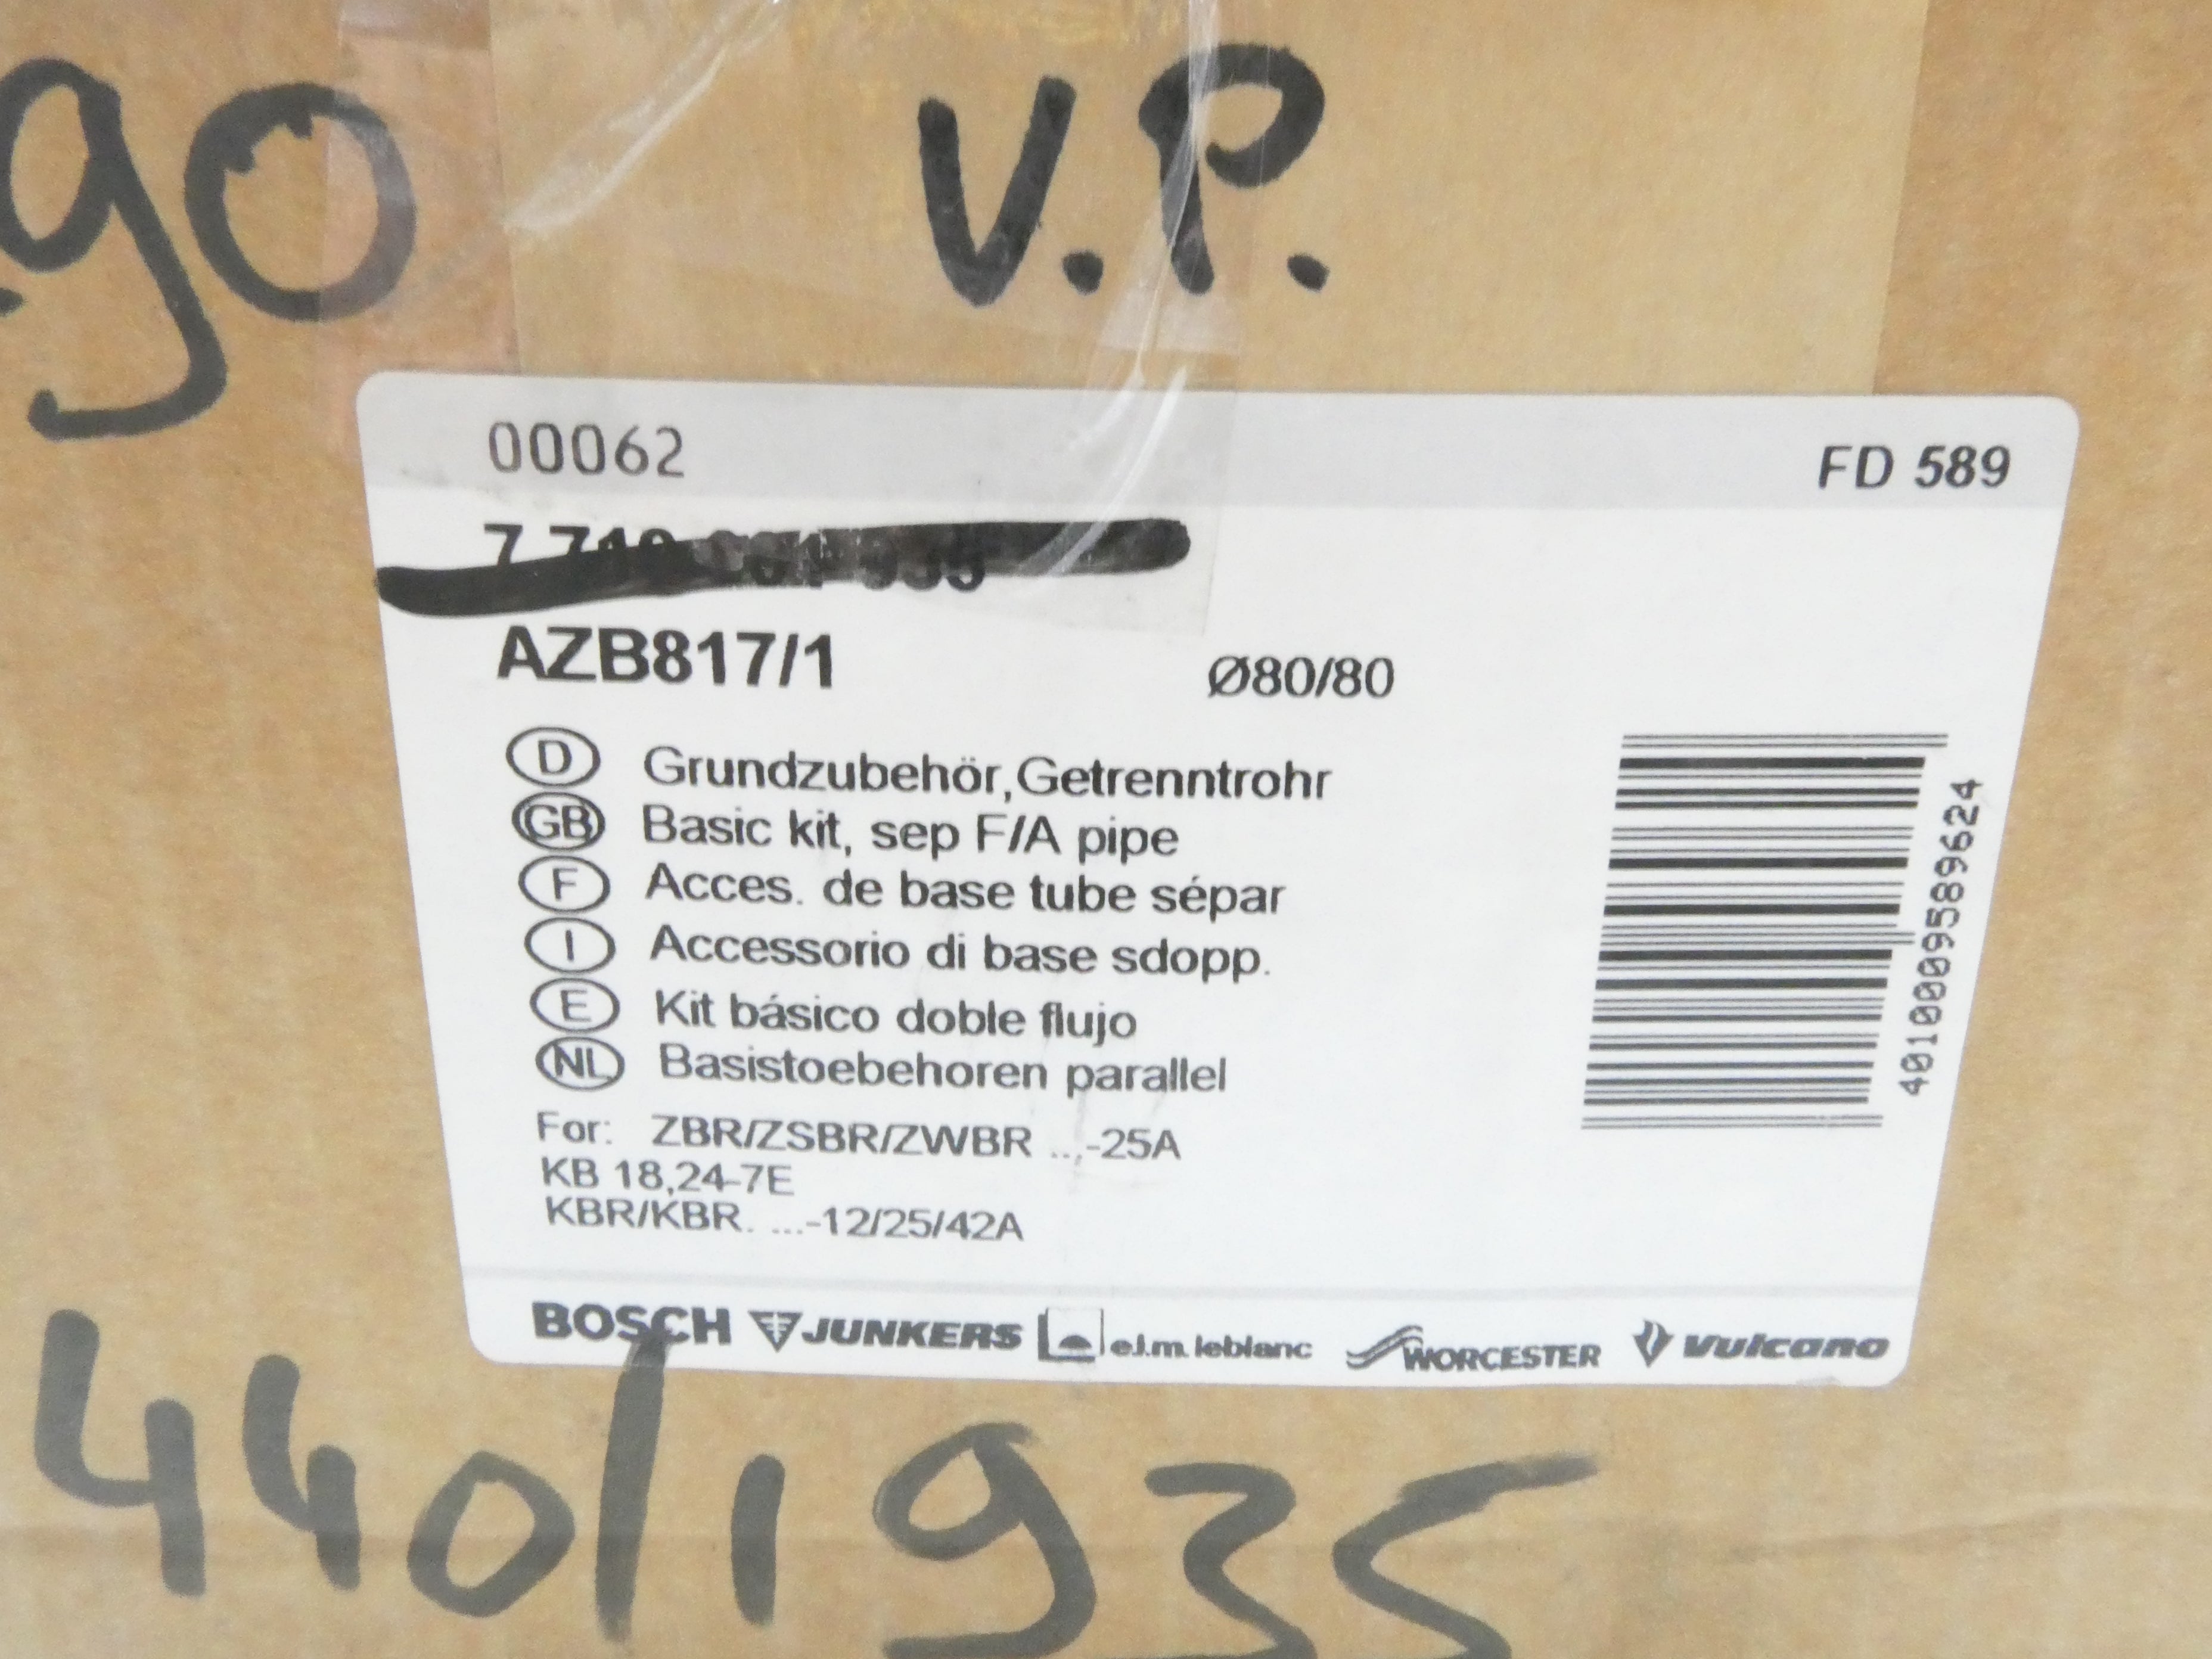 90 V.P.
00062 FD 589
AZB817/1 Ø80/80
D Grundzubehör,Getrenntrohr
GB Basic kit, sep F/A pipe
F Acces. de base tube sépar
I Accessorio di base sdopp.
E Kit básico doble flujo
NL Basistoebehoren parallel
For: ZBR/ZSBR/ZWBR ..,-25A
KB 18,24-7E
KBR/KBR. ...-12/25/42A
4010009589624
BOSCH JUNKERS e.l.m. leblanc WORCESTER Vulcano
440/1935